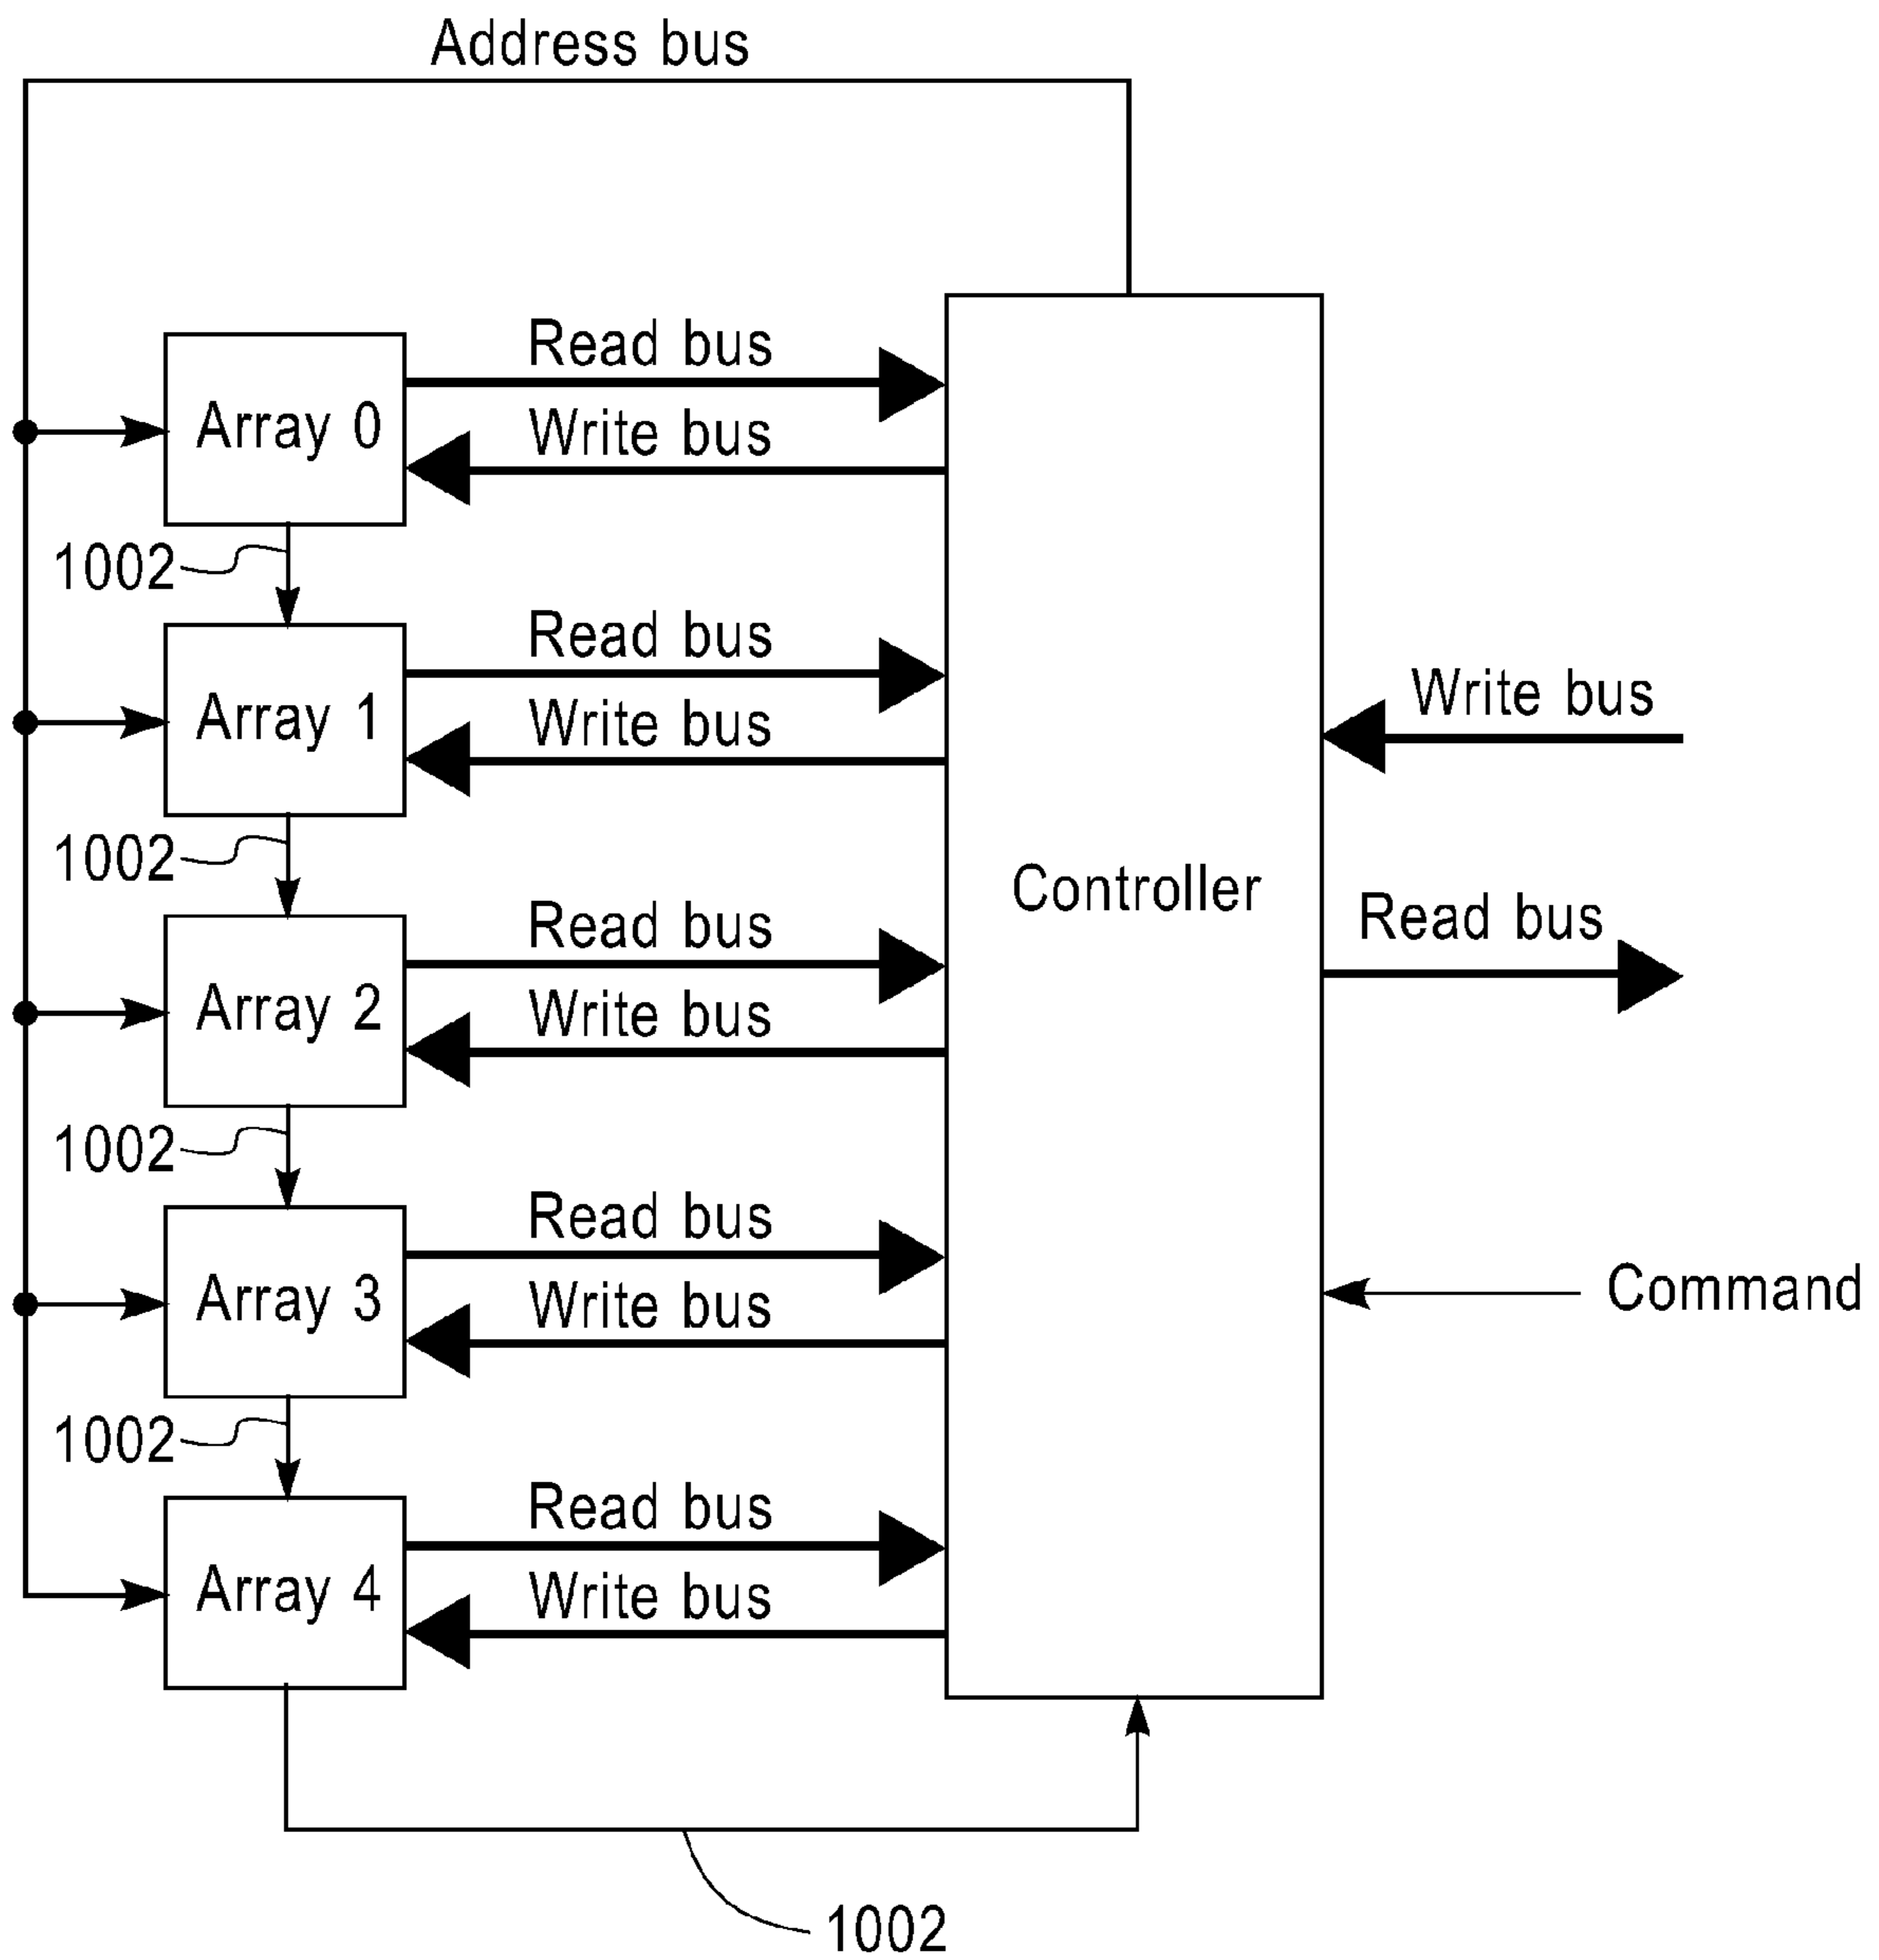 Address bus
Read bus
Array 0
Write bus
1002
Read bus
Array 1
Write bus
Write bus
1002
Controller
Read bus
Read bus
Array 2
Write bus
1002
Read bus
Array 3
Write bus
Command
1002
Read bus
Array 4
Write bus
1002